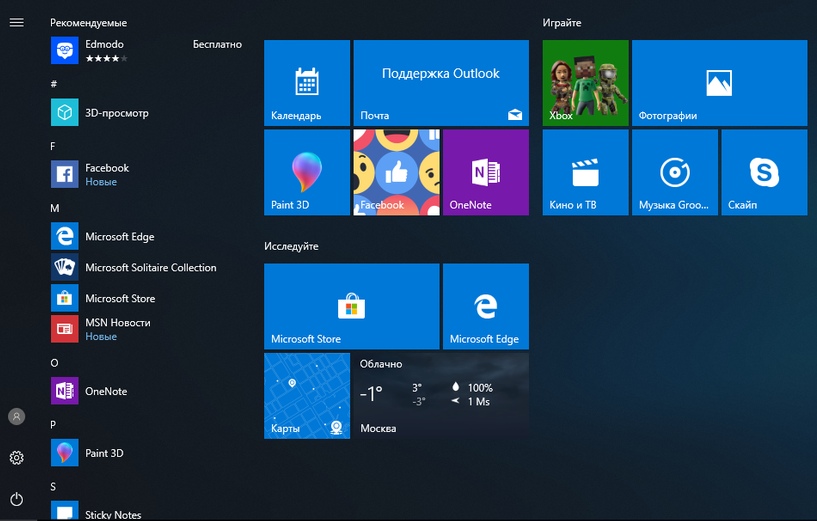 Рекомендуемые
Edmodo
Бесплатно
#
3D-просмотр
F
Facebook
Новые
M
Microsoft Edge
Microsoft Solitaire Collection
Microsoft Store
MSN Новости
Новые
O
OneNote
P
Paint 3D
S
Sticky Notes
Календарь
Поддержка Outlook
Почта
Paint 3D
Facebook
OneNote
Исследуйте
Microsoft Store
Microsoft Edge
Карты
Облачно
-1°
3°
-3°
100%
1 Ms
Москва
Играйте
Xbox
Фотографии
Кино и ТВ
Музыка Groo...
Скайп